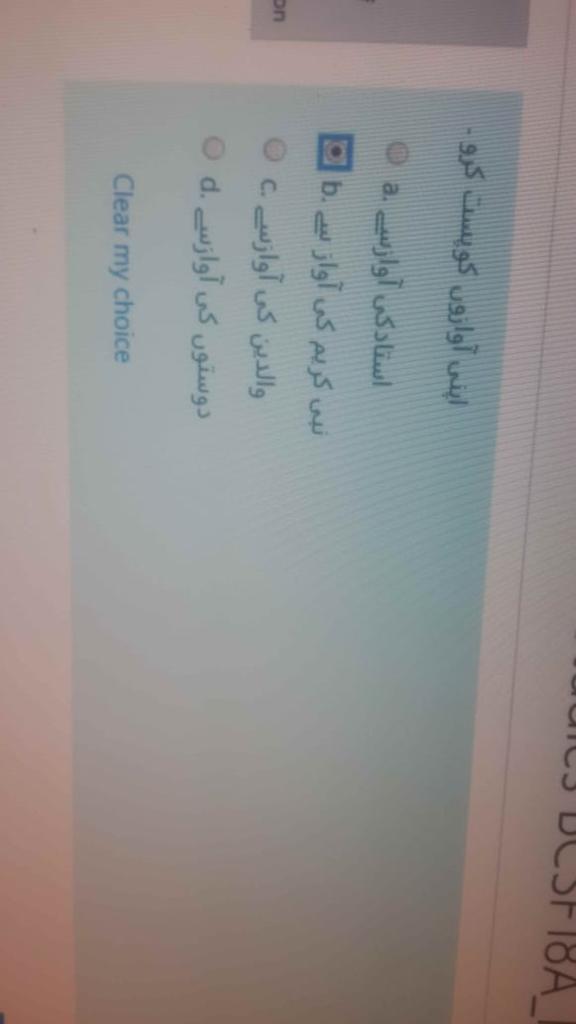 BCSF18A_
اپنی آوازوں کوپست کرو ۔
a. استادکی آوازسے
b. نبی کریم کی آواز سے
c. والدین کی آوازسے
d. دوستوں کی آوازسے
on
Clear my choice